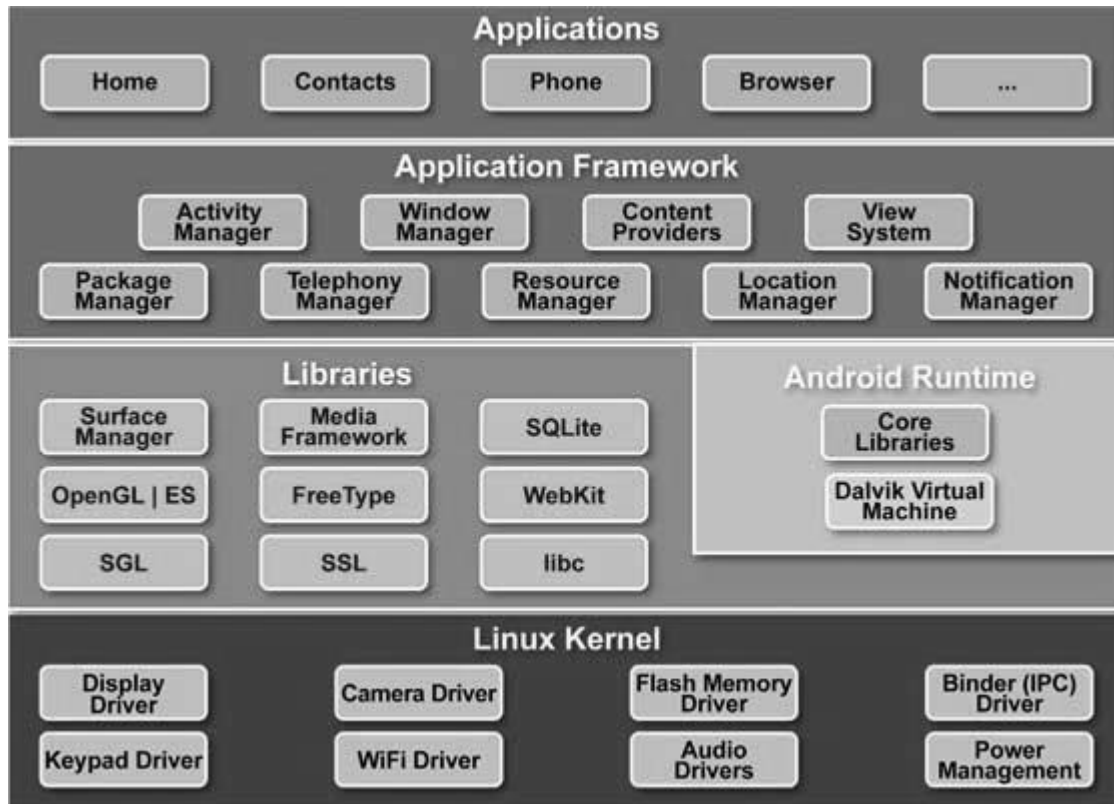 Applications
Home
Contacts
Phone
Browser
...
Application Framework
Activity
Manager
Window
Manager
Content
Providers
View
System
Package
Manager
Telephony
Manager
Resource
Manager
Location
Manager
Notification
Manager
Libraries
Surface
Manager
Media
Framework
SQLite
OpenGL | ES
FreeType
WebKit
SGL
SSL
libc
Android Runtime
Core
Libraries
Dalvik Virtual
Machine
Linux Kernel
Display
Driver
Camera Driver
Flash Memory
Driver
Binder (IPC)
Driver
Keypad Driver
WiFi Driver
Audio
Drivers
Power
Management